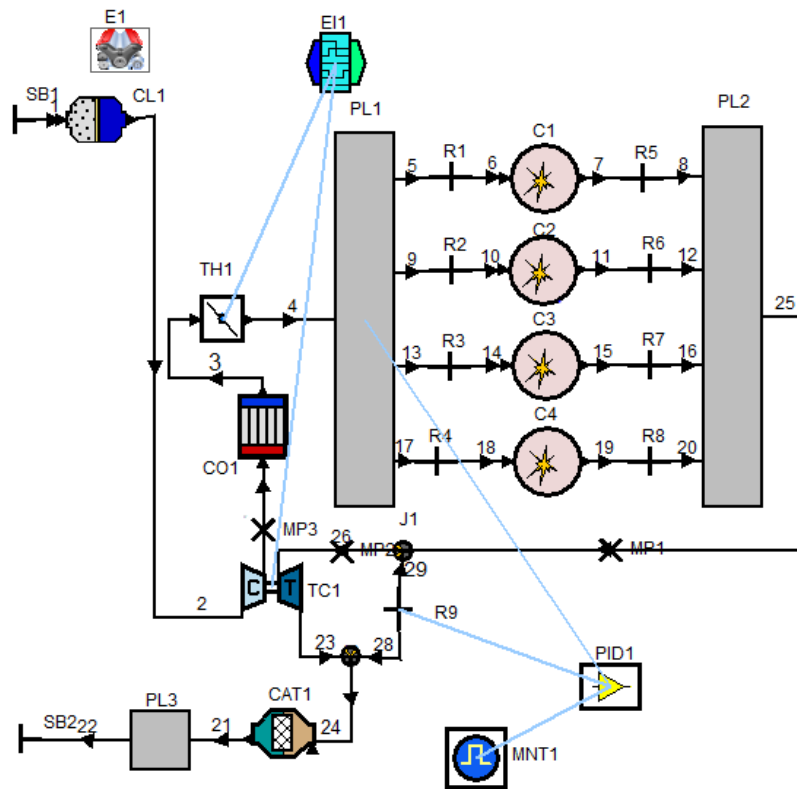 E1
EI1
SB1
1
CL1
PL1
PL2
C1
5
R1
6
7
R5
8
C2
9
R2
10
11
R6
12
TH1
4
25
C3
13
R3
14
15
R7
16
3
C4
17
R4
18
19
R8
20
CO1
MP3
J1
26
MP2
MP1
29
C
T
TC1
2
R9
23
28
PID1
CAT1
PL3
SB2
22
21
24
MNT1